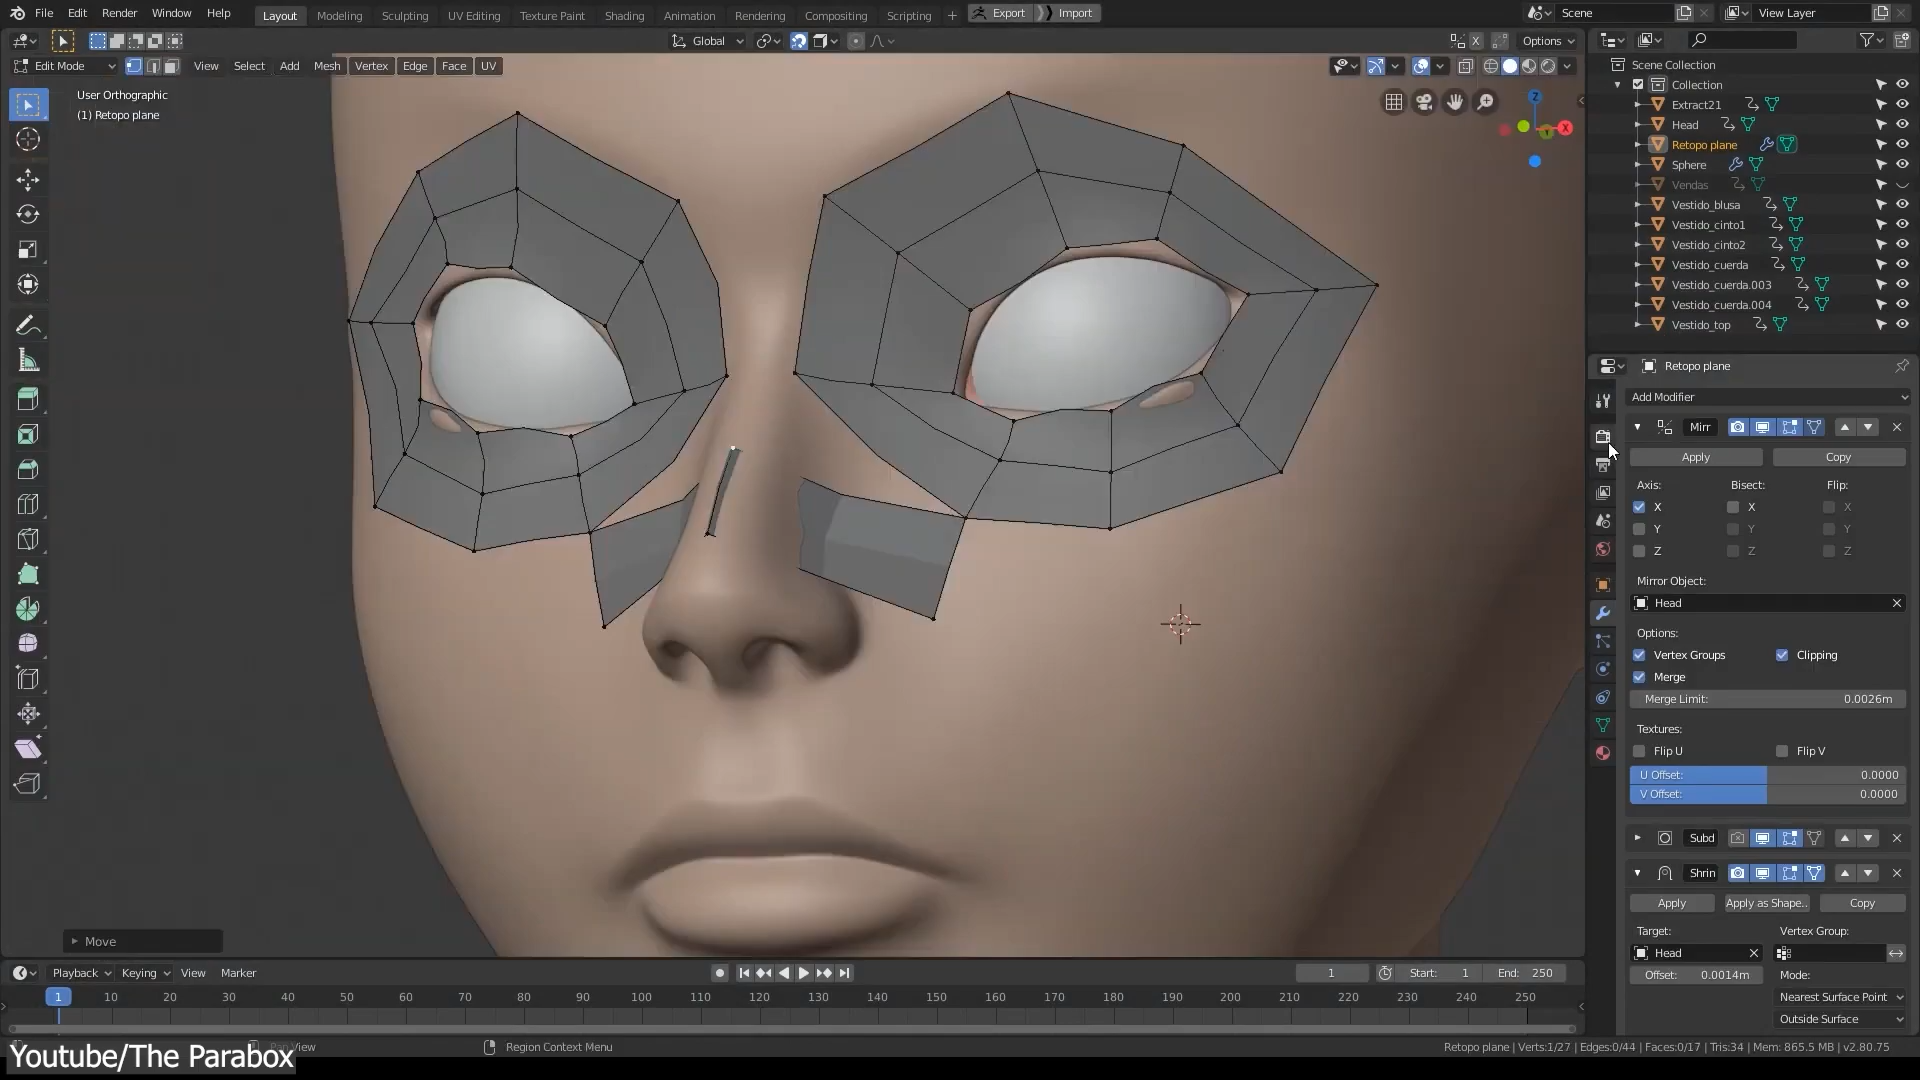 File Edit Render Window Help Layout Modeling Sculpting UV Editing Texture Paint Shading Animation Rendering Compositing Scripting + Export Import Scene View Layer
Global X Options
Edit Mode View Select Add Mesh Vertex Edge Face UV
User Orthographic
(1) Retopo plane
Z
X
Y
Scene Collection
Collection
Extract21
Head
Retopo plane
Sphere
Vendas
Vestido_blusa
Vestido_cinto1
Vestido_cinto2
Vestido_cuerda
Vestido_cuerda.003
Vestido_cuerda.004
Vestido_top
Retopo plane
Add Modifier
Mirr
Apply Copy
Axis: Bisect: Flip:
X X X
Y Y Y
Z Z Z
Mirror Object:
Head
Options:
Vertex Groups Clipping
Merge
Merge Limit: 0.0026m
Textures:
Flip U Flip V
U Offset: 0.0000
V Offset: 0.0000
Subd
Shrin
Apply Apply as Shape.. Copy
Target: Vertex Group:
Head
Offset: 0.0014m Mode:
Nearest Surface Point
Outside Surface
Move
Playback Keying View Marker 1 Start: 1 End: 250
1 10 20 30 40 50 60 70 80 90 100 110 120 130 140 150 160 170 180 190 200 210 220 230 240 250
Pan View Region Context Menu Retopo plane | Verts:1/27 | Edges:0/44 | Faces:0/17 | Tris:34 | Mem: 865.5 MB | v2.80.75
Youtube/The Parabox